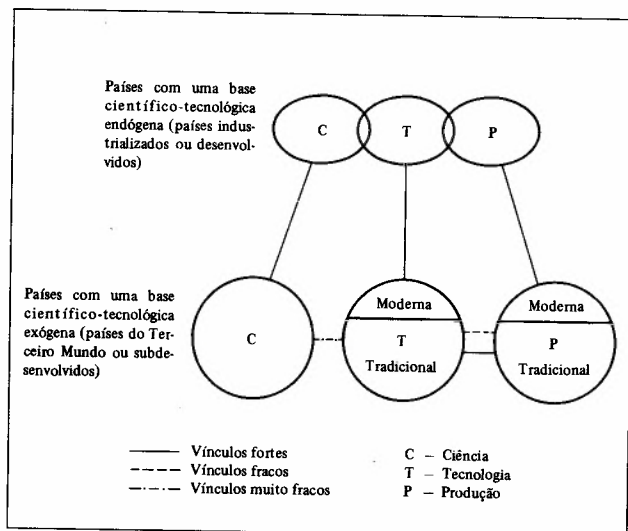 Países com uma base
científico-tecnológica
endógena (países indus-
trializados ou desenvol-
vidos)
C
T
P
Países com uma base
científico-tecnológica
exógena (países do Ter-
ceiro Mundo ou subde-
senvolvidos)
C
Moderna
T
Tradicional
Moderna
P
Tradicional
Vínculos fortes
Vínculos fracos
Vínculos muito fracos
C – Ciência
T – Tecnologia
P – Produção